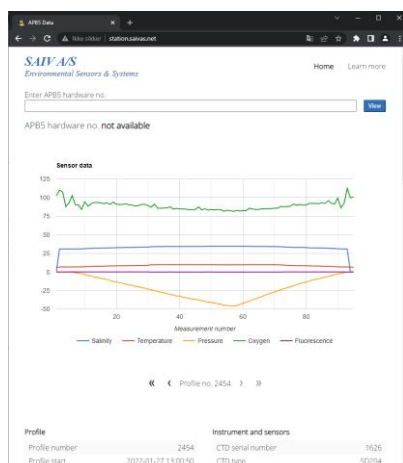 APB5 Data
Ikke sikker | station.saivas.net
SAIV A/S
Environmental Sensors & Systems
Home
Learn more
Enter APB5 hardware no.
View
APB5 hardware no. not available
Sensor data
125
100
75
50
25
0
-25
-50
20
40
60
80
Measurement number
Salinity
Temperature
Pressure
Oxygen
Fluorescence
« ‹ Profile no. 2454 › »
Profile
Instrument and sensors
Profile number 2454
CTD serial number 1626
Profile start 2022-01-27 13:00:50
CTD type SD204